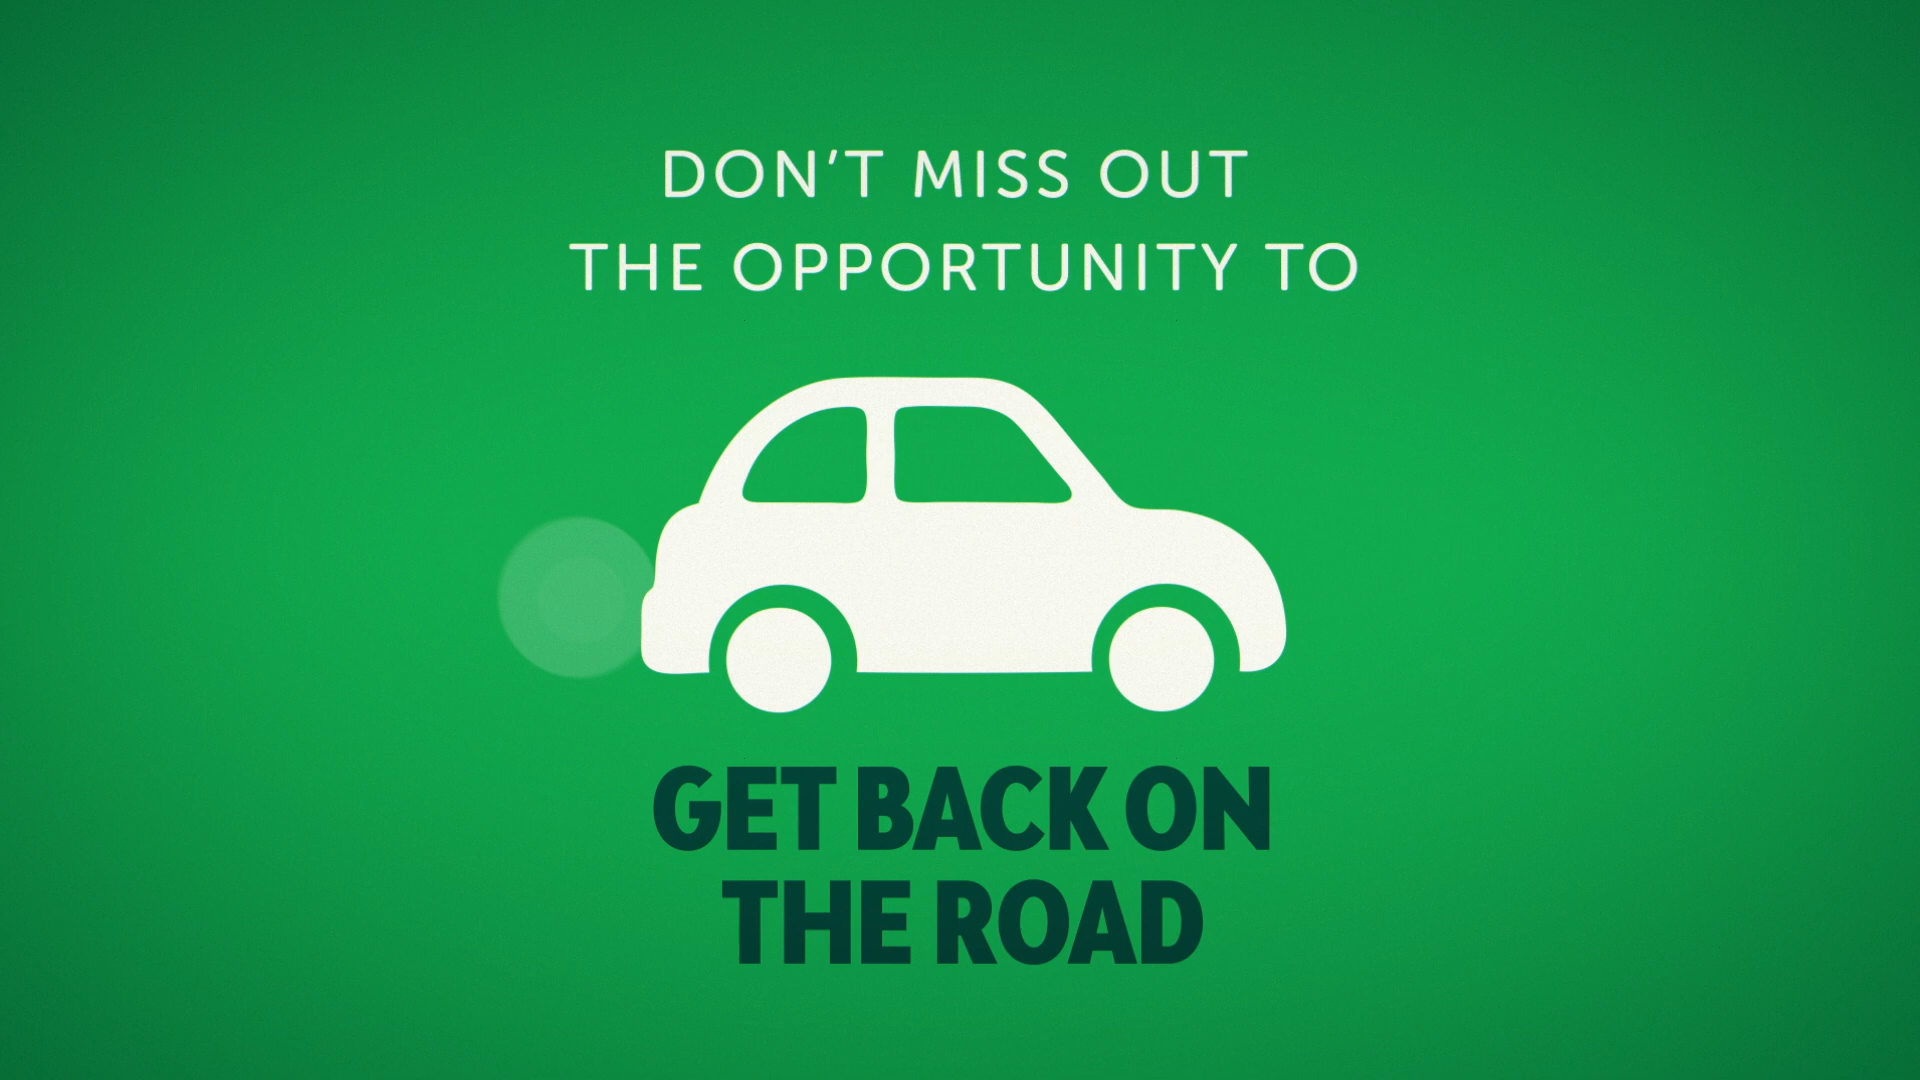 DON'T MISS OUT
THE OPPORTUNITY TO
GET BACK ON
THE ROAD